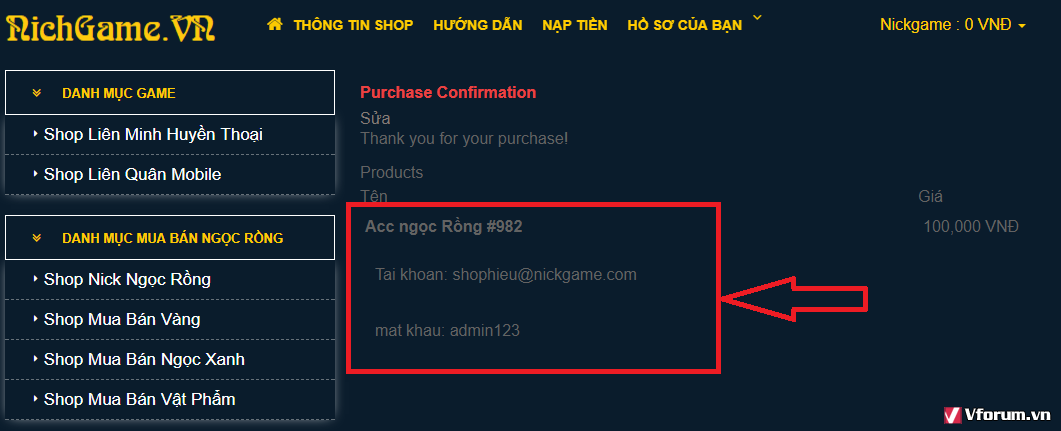 NichGame.VN
THÔNG TIN SHOP
HƯỚNG DẪN
NẠP TIỀN
HỒ SƠ CỦA BẠN
Nickgame : 0 VNĐ
DANH MỤC GAME
Shop Liên Minh Huyền Thoại
Shop Liên Quân Mobile
DANH MỤC MUA BÁN NGỌC RỒNG
Shop Nick Ngọc Rồng
Shop Mua Bán Vàng
Shop Mua Bán Ngọc Xanh
Shop Mua Bán Vật Phẩm
Purchase Confirmation
Sửa
Thank you for your purchase!
Products
Tên Giá
Acc ngọc Rồng #982 100,000 VNĐ
Tai khoan: shophieu@nickgame.com
mat khau: admin123
Vforum.vn